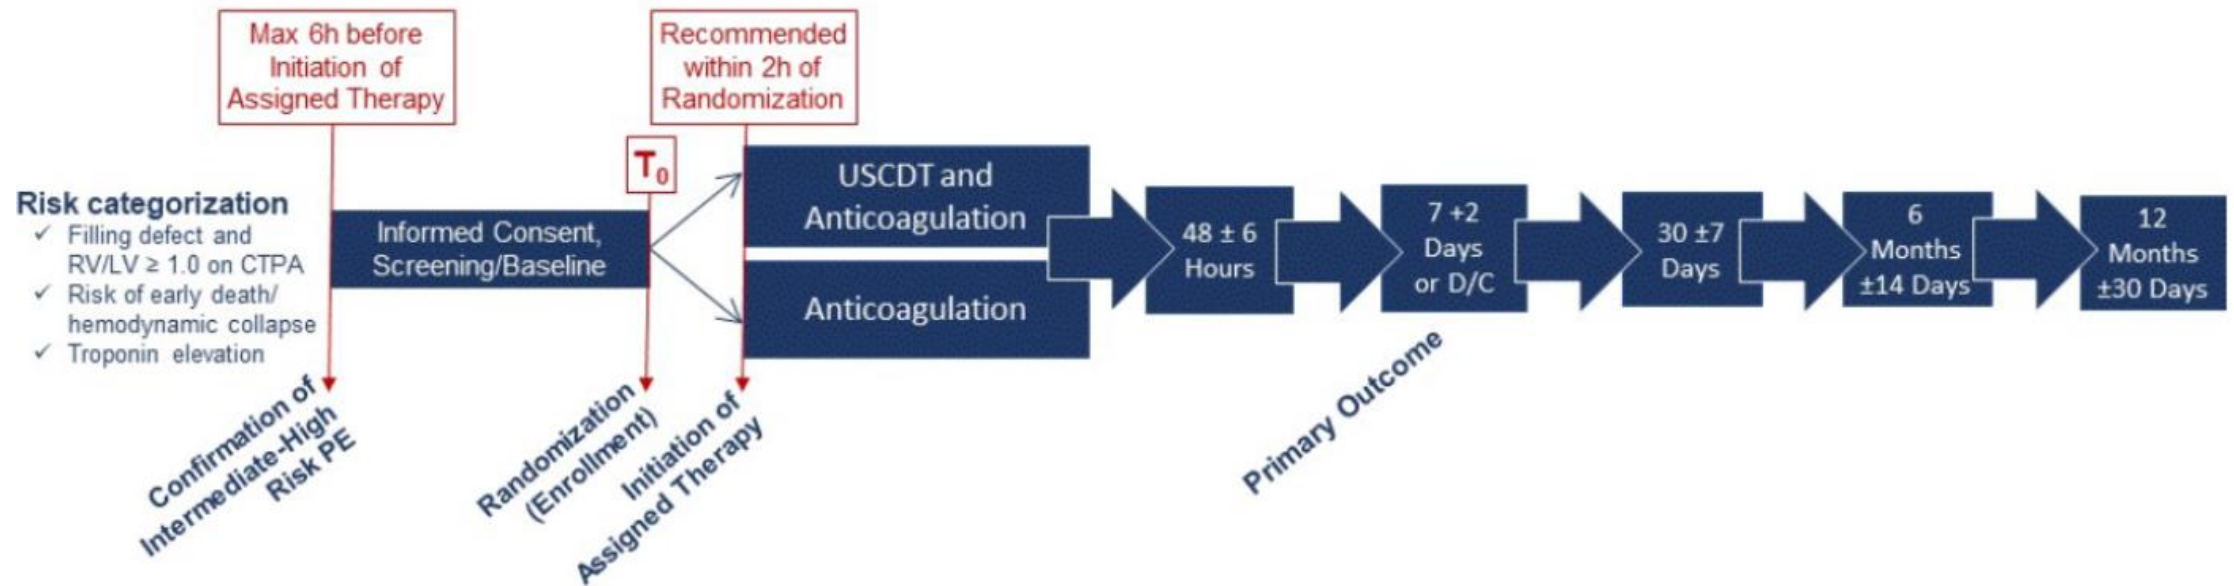 Max 6h before
Initiation of
Assigned Therapy
Recommended
within 2h of
Randomization
T₀
Risk categorization
✓ Filling defect and
RV/LV ≥ 1.0 on CTPA
✓ Risk of early death/
hemodynamic collapse
✓ Troponin elevation
Informed Consent,
Screening/Baseline
USCDT and
Anticoagulation
Anticoagulation
48 ± 6
Hours
7 +2
Days
or D/C
30 ±7
Days
6
Months
±14 Days
12
Months
±30 Days
Confirmation of
Intermediate-High
Risk PE
Randomization
(Enrollment)
Initiation of
Assigned Therapy
Primary Outcome